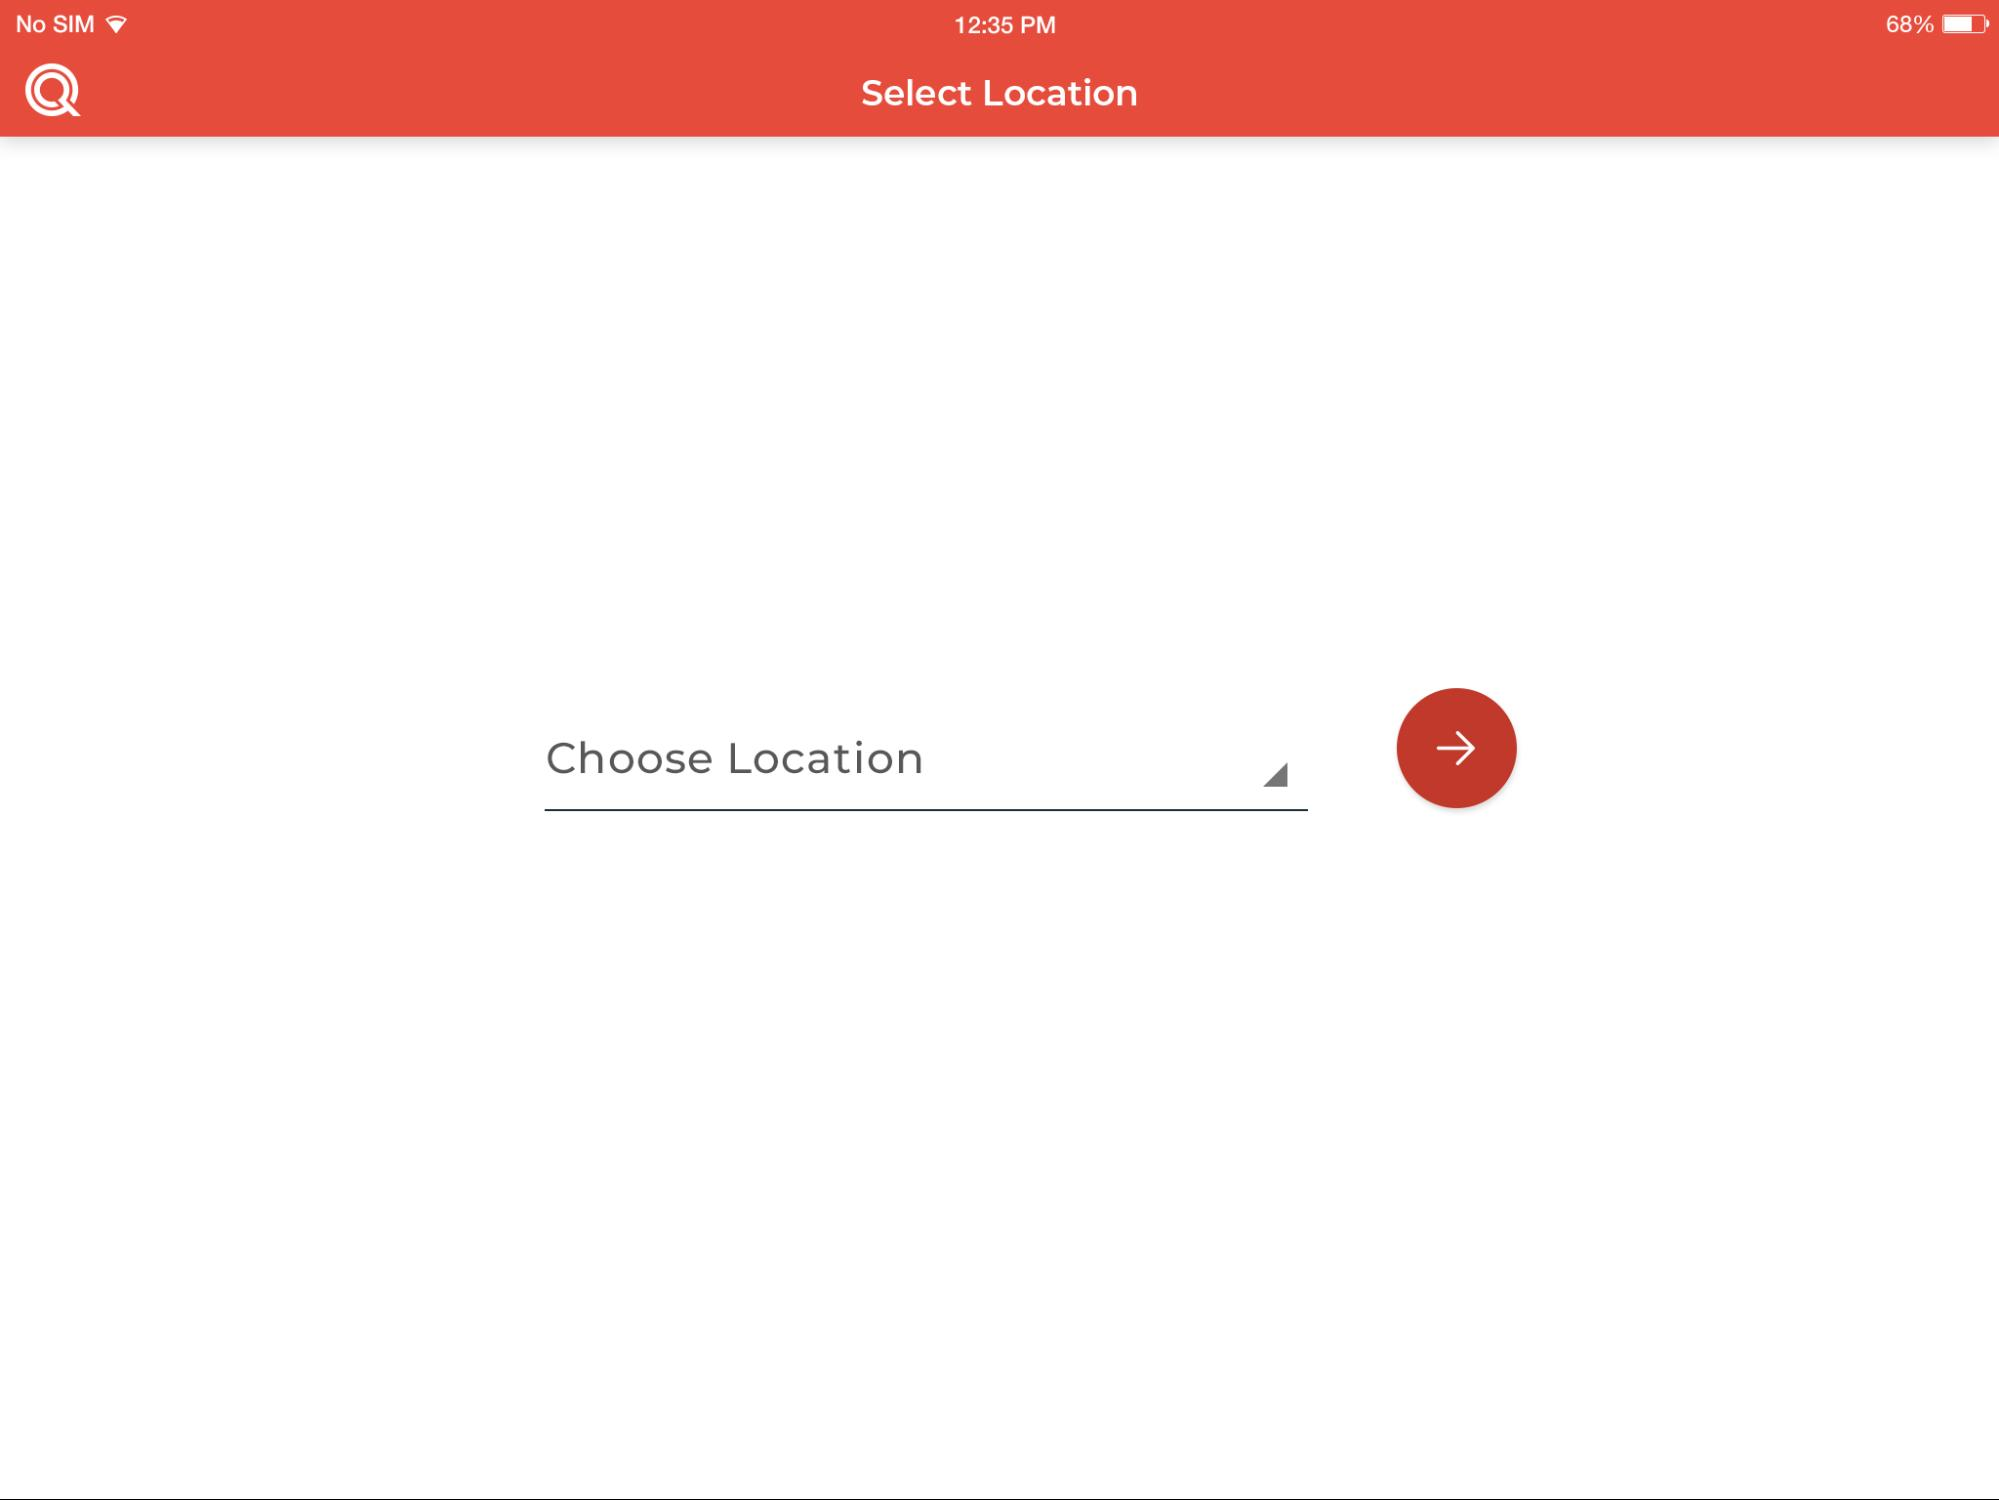 No SIM
12:35 PM
68%
Select Location
Choose Location